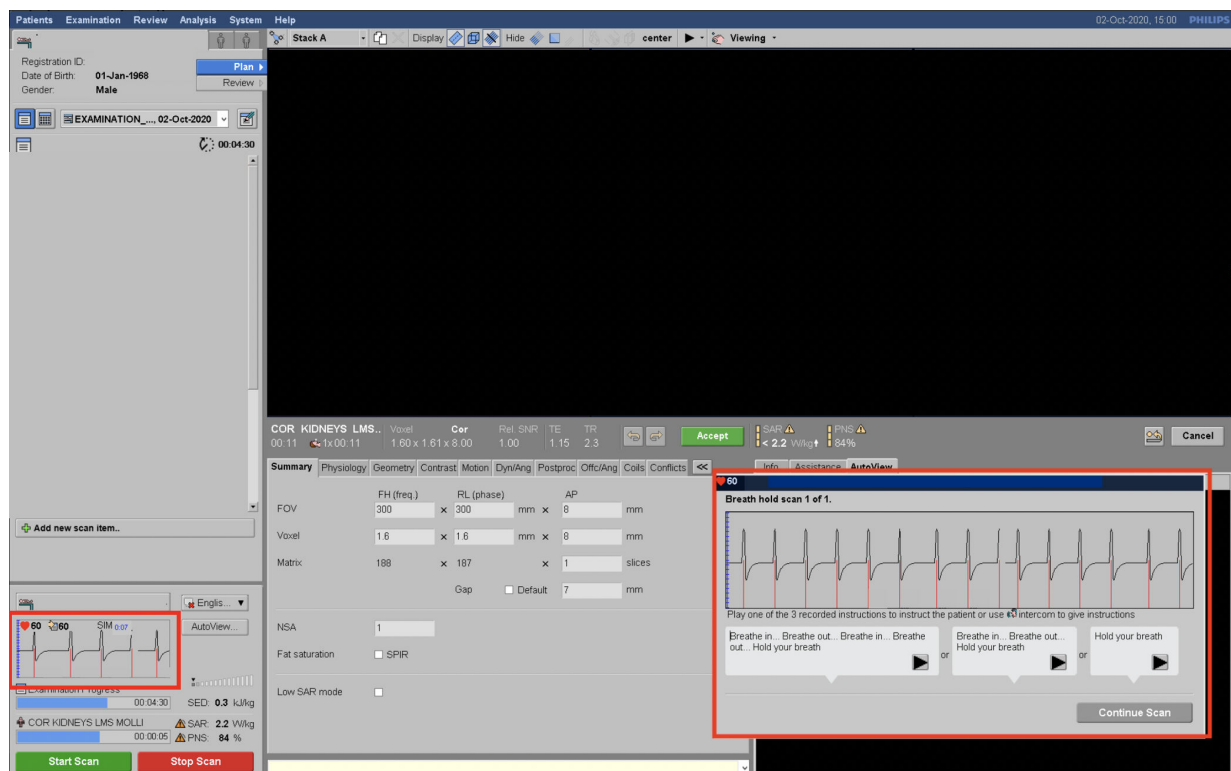 Patients Examination Review Analysis System Help 02-Oct-2020, 15:00 PHILIPS
Stack A Display Hide center Viewing
Registration ID:
Date of Birth: 01-Jan-1968
Gender: Male
Plan
Review
EXAMINATION_..., 02-Oct-2020
00:04:30
Add new scan item..
Englis...
60 60 SIM 0:07
AutoView...
Examination Progress
00:04:30 SED: 0.3 kJ/kg
COR KIDNEYS LMS MOLLI SAR: 2.2 W/kg
00:00:05 PNS: 84 %
Start Scan Stop Scan
COR KIDNEYS LMS.. Voxel Cor Rel. SNR TE TR
00:11 1x00:11 1.60 x 1.61 x 8.00 1.00 1.15 2.3
Accept
SAR PNS
< 2.2 W/kg 84%
Cancel
Summary Physiology Geometry Contrast Motion Dyn/Ang Postproc Offc/Ang Coils Conflicts <<
Info Assistance AutoView
FH (freq.) RL (phase) AP
FOV 300 x 300 mm x 8 mm
Voxel 1.6 x 1.6 mm x 8 mm
Matrix 188 x 187 x 1 slices
Gap Default 7 mm
NSA 1
Fat saturation SPIR
Low SAR mode
60
Breath hold scan 1 of 1.
Play one of the 3 recorded instructions to instruct the patient or use intercom to give instructions
Breathe in... Breathe out... Breathe in... Breathe
out... Hold your breath
or
Breathe in... Breathe out...
Hold your breath
or
Hold your breath
Continue Scan